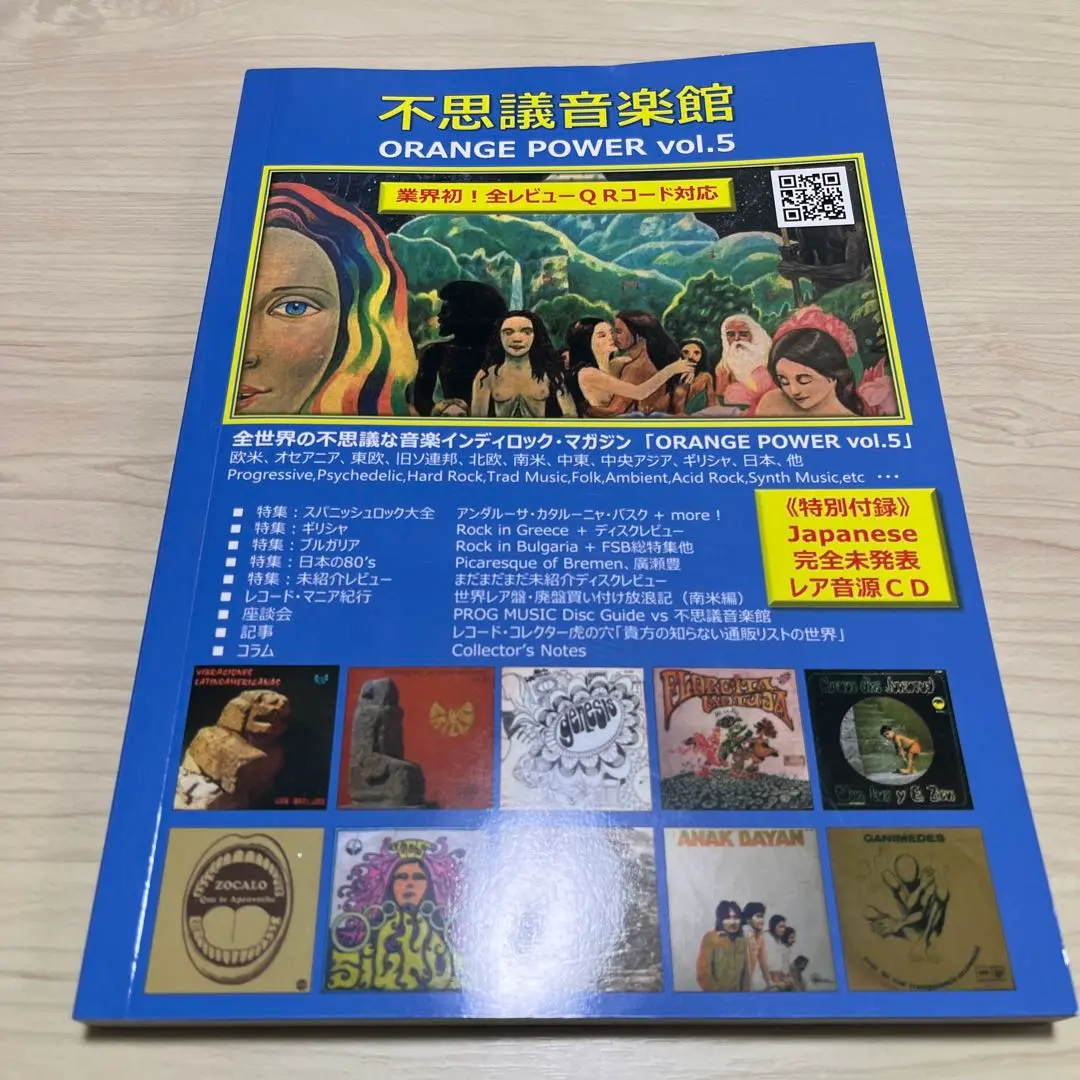 不思議音楽館
ORANGE POWER vol.5
業界初！全レビューＱＲコード対応
全世界の不思議な音楽インディロック・マガジン「ORANGE POWER vol.5」
欧米、オセアニア、東欧、旧ソ連邦、北欧、南米、中東、中央アジア、ギリシャ、日本、他
Progressive,Psychedelic,Hard Rock,Trad Music,Folk,Ambient,Acid Rock,Synth Music,etc ・・・
■ 特集：スパニッシュロック大全 アンダルーサ・カタルーニャ・バスク + more！
■ 特集：ギリシャ Rock in Greece + ディスクレビュー
■ 特集：ブルガリア Rock in Bulgaria + FSB総特集他
■ 特集：日本の80’s Picaresque of Bremen、廣瀬豊
■ 特集：未紹介レビュー まだまだまだ未紹介ディスクレビュー
■ レコード・マニア紀行 世界レア盤・廃盤買い付け放浪記（南米編）
■ 座談会 PROG MUSIC Disc Guide vs 不思議音楽館
■ 記事 レコード・コレクター虎の穴「貴方の知らない通販リストの世界」
■ コラム Collector’s Notes
《特別付録》
Japanese
完全未発表
レア音源ＣＤ
VIBRACIONES
LATINOAMERICANAS
genesis
FLORCITA
MOTUDA
ZOCALO
ANAK BAYAN
GANIMEDES